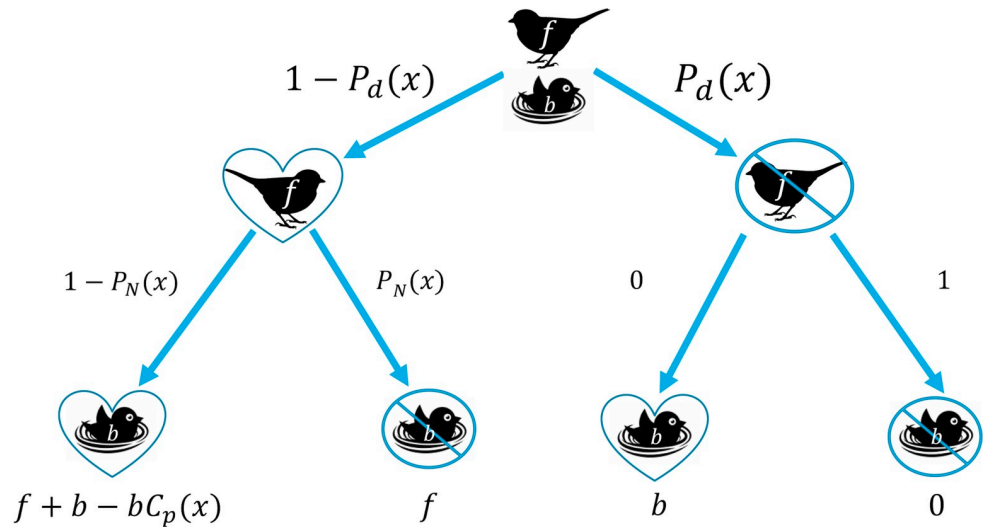 f
b
1 − P_d(x)
P_d(x)
f
f
1 − P_N(x)
P_N(x)
0
1
b
b
b
b
f + b − bC_p(x)
f
b
0